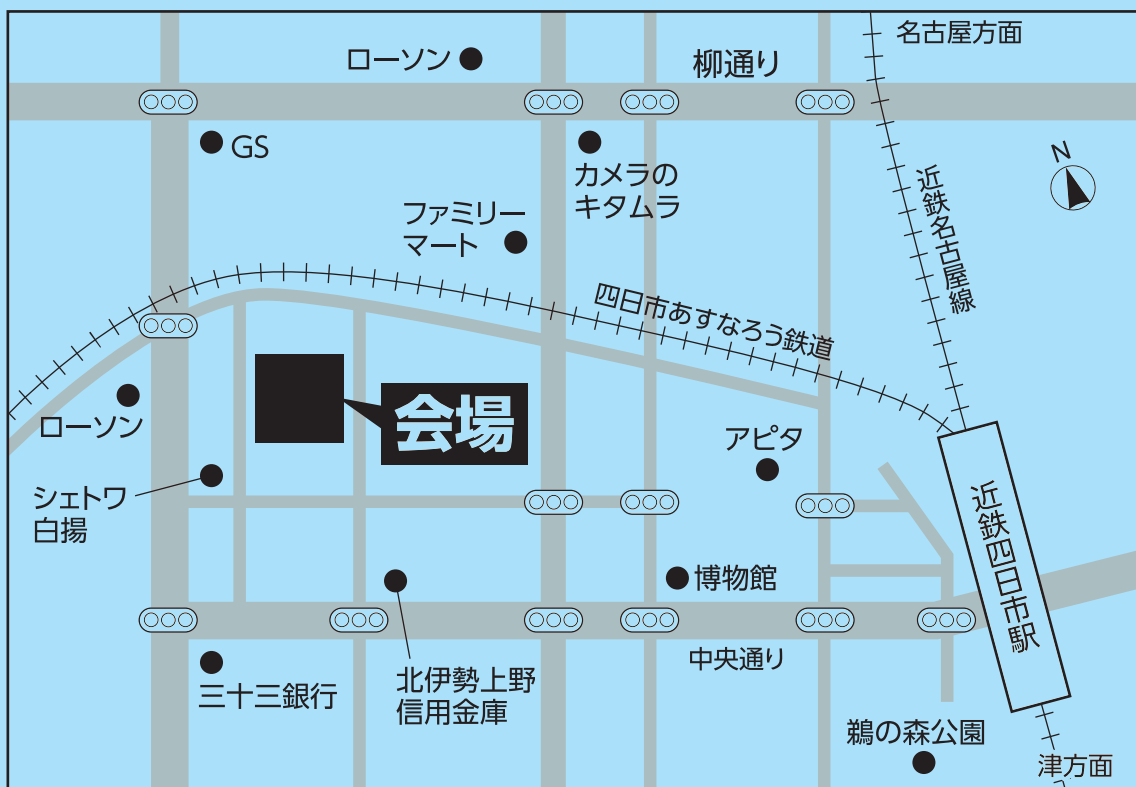 名古屋方面
ローソン
柳通り
GS
カメラの
キタムラ
N
近鉄名古屋線
ファミリー
マート
四日市あすなろう鉄道
会場
ローソン
アピタ
シェトワ
白揚
近鉄四日市駅
博物館
中央通り
三十三銀行
北伊勢上野
信用金庫
鵜の森公園
津方面